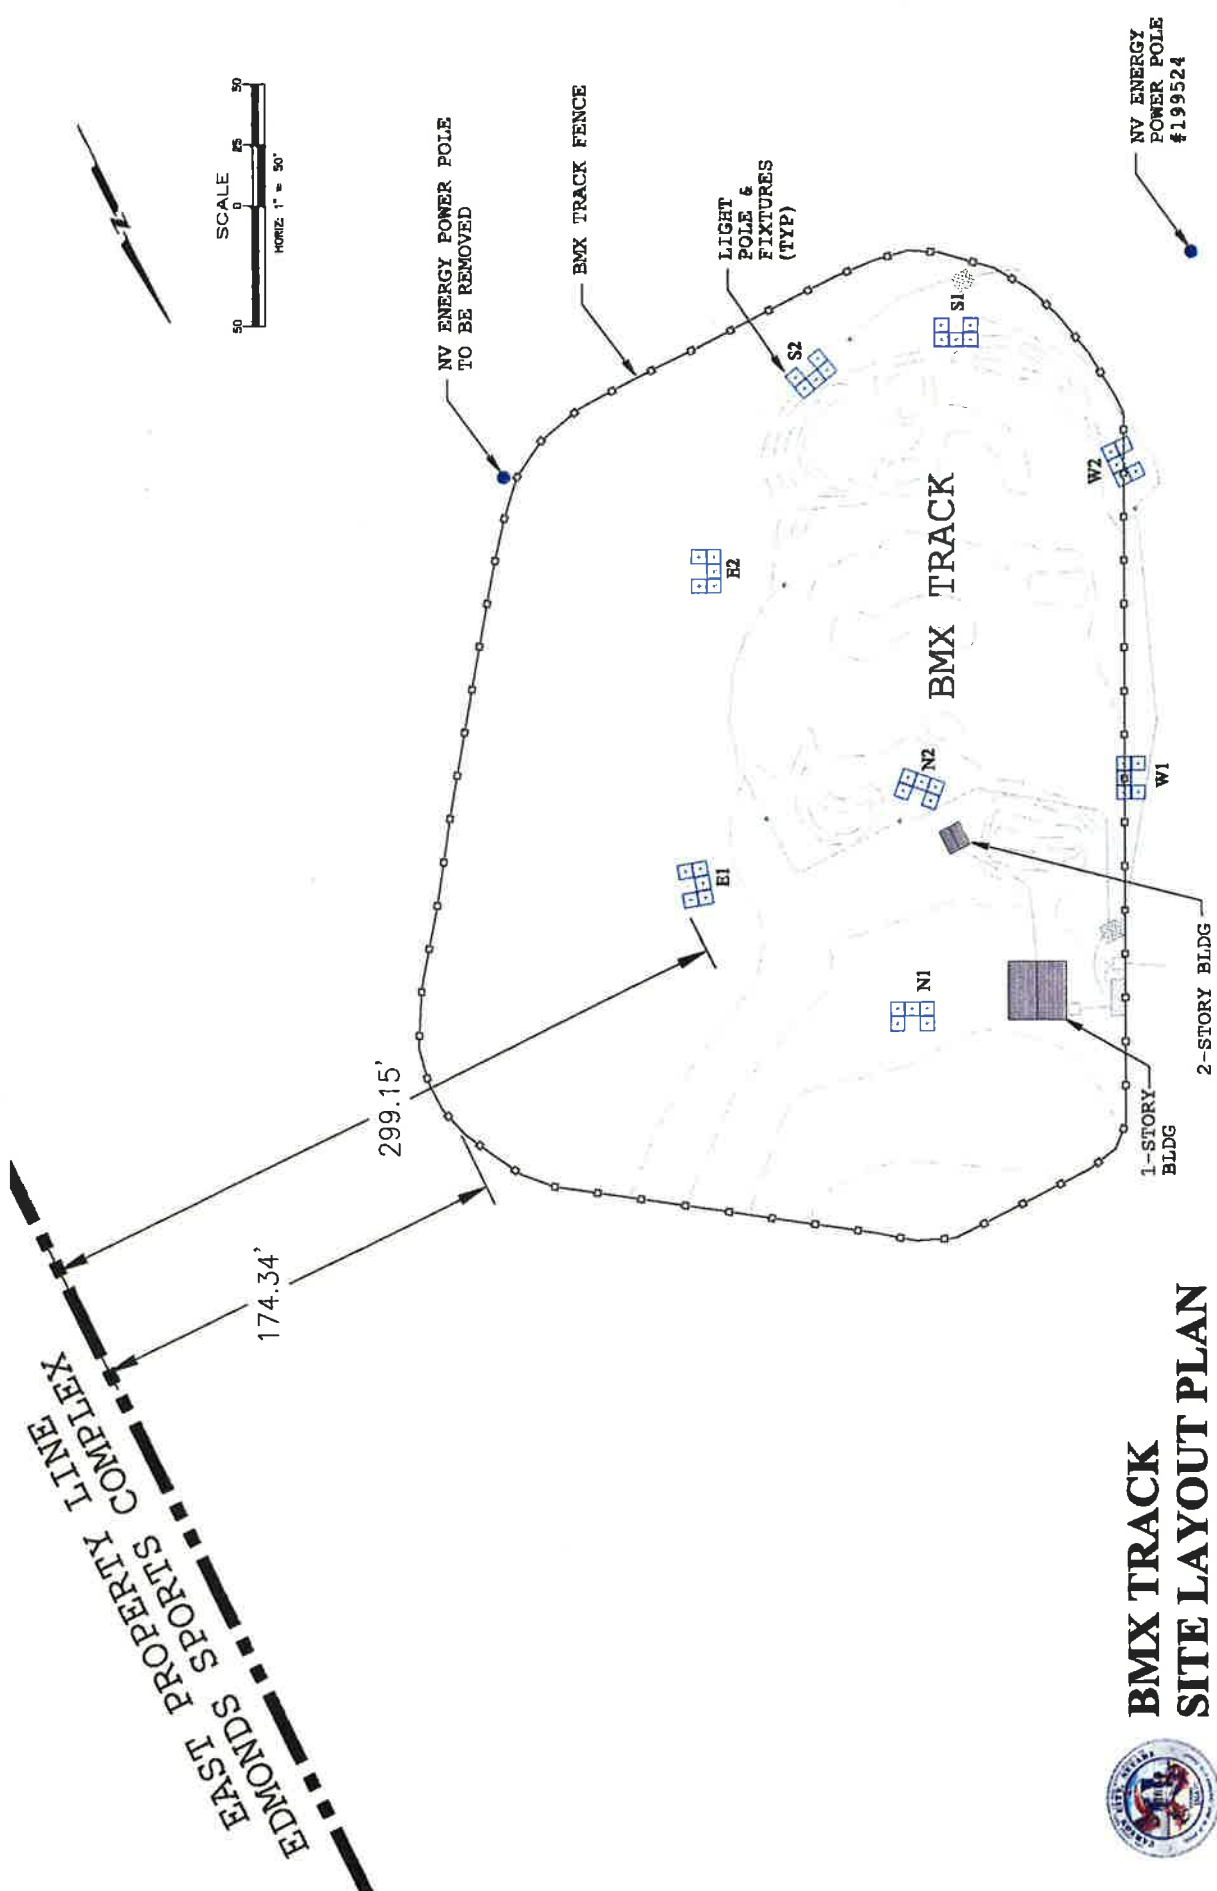 SCALE
50
0
25
50
HORIZ: 1" = 50'
N
NV ENERGY POWER POLE
TO BE REMOVED
BMX TRACK FENCE
LIGHT
POLE &
FIXTURES
(TYP)
NV ENERGY
POWER POLE
#199524
S2
S1
W2
E2
BMX TRACK
N2
W1
E1
N1
299.15'
174.34'
1-STORY
BLDG
2-STORY BLDG
EAST PROPERTY LINE
EDMONDS SPORTS COMPLEX
CARSON CITY, NEVADA
BMX TRACK
SITE LAYOUT PLAN